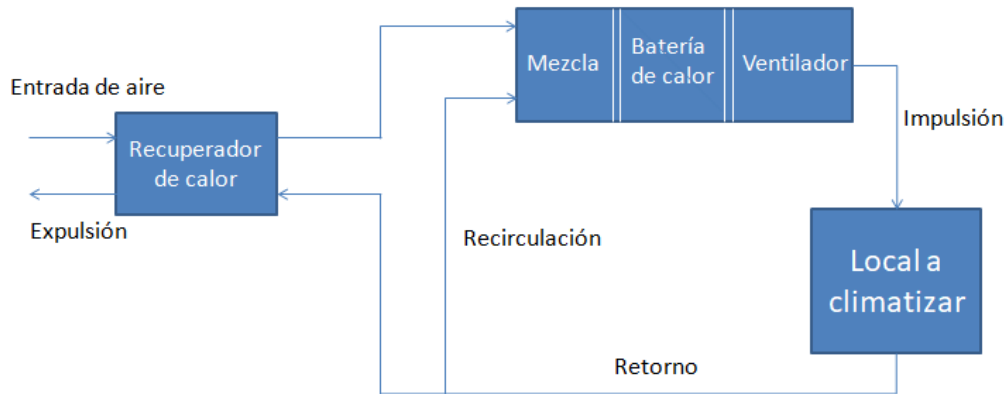 Mezcla
Batería
de calor
Ventilador
Entrada de aire
Impulsión
Recuperador
de calor
Expulsión
Recirculación
Local a
climatizar
Retorno